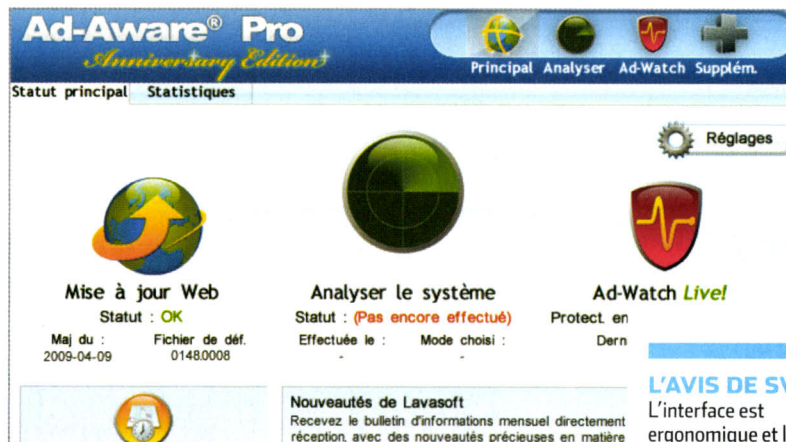 Ad-Aware® Pro
Anniversary Edition
Principal Analyser Ad-Watch Supplém.
Statut principal Statistiques
Réglages
Mise à jour Web
Statut : OK
Maj du : Fichier de déf.
2009-04-09 0148.0008
Analyser le système
Statut : (Pas encore effectué)
Effectuée le : Mode choisi :
- -
Ad-Watch Live!
Protect. en
Dern
Nouveautés de Lavasoft
Recevez le bulletin d'informations mensuel directement
réception, avec des nouveautés précieuses en matière
L'AVIS DE SV
L'interface est
ergonomique et l